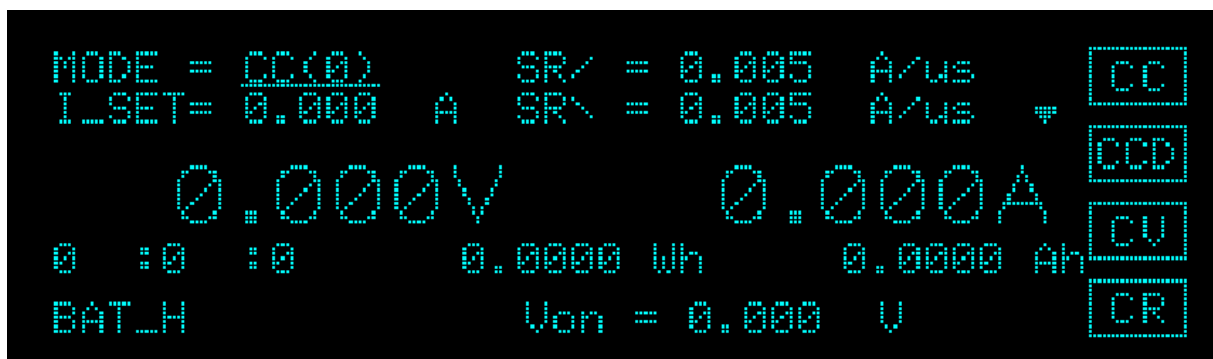 MODE = CC(0) SR/ = 0.005 A/us CC
I_SET= 0.000 A SR\ = 0.005 A/us ▼
CCD
0.000V 0.000A
CV
0 :0 :0 0.0000 Wh 0.0000 Ah
BAT_H Von = 0.000 V CR